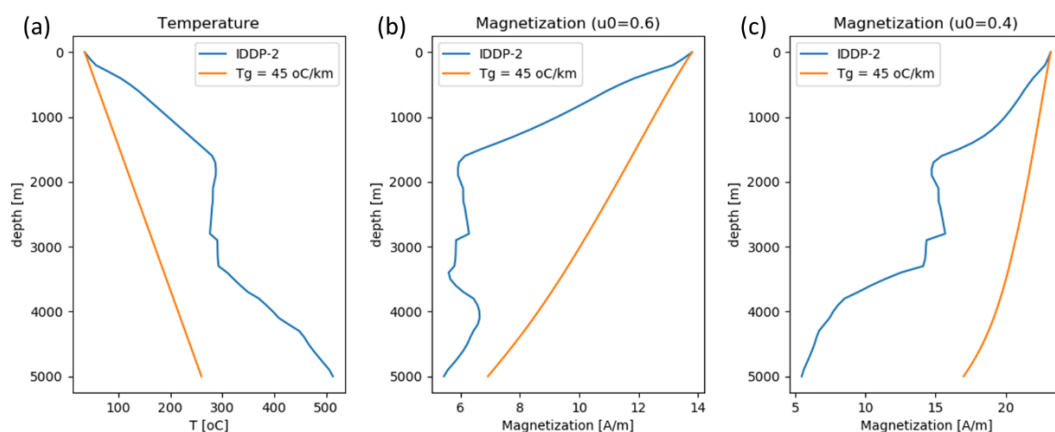 (a)
Temperature
IDDP-2
Tg = 45 oC/km
0
1000
2000
3000
4000
5000
depth [m]
100
200
300
400
500
T [oC]
(b)
Magnetization (u0=0.6)
IDDP-2
Tg = 45 oC/km
0
1000
2000
3000
4000
5000
depth [m]
6
8
10
12
14
Magnetization [A/m]
(c)
Magnetization (u0=0.4)
IDDP-2
Tg = 45 oC/km
0
1000
2000
3000
4000
5000
depth [m]
5
10
15
20
Magnetization [A/m]